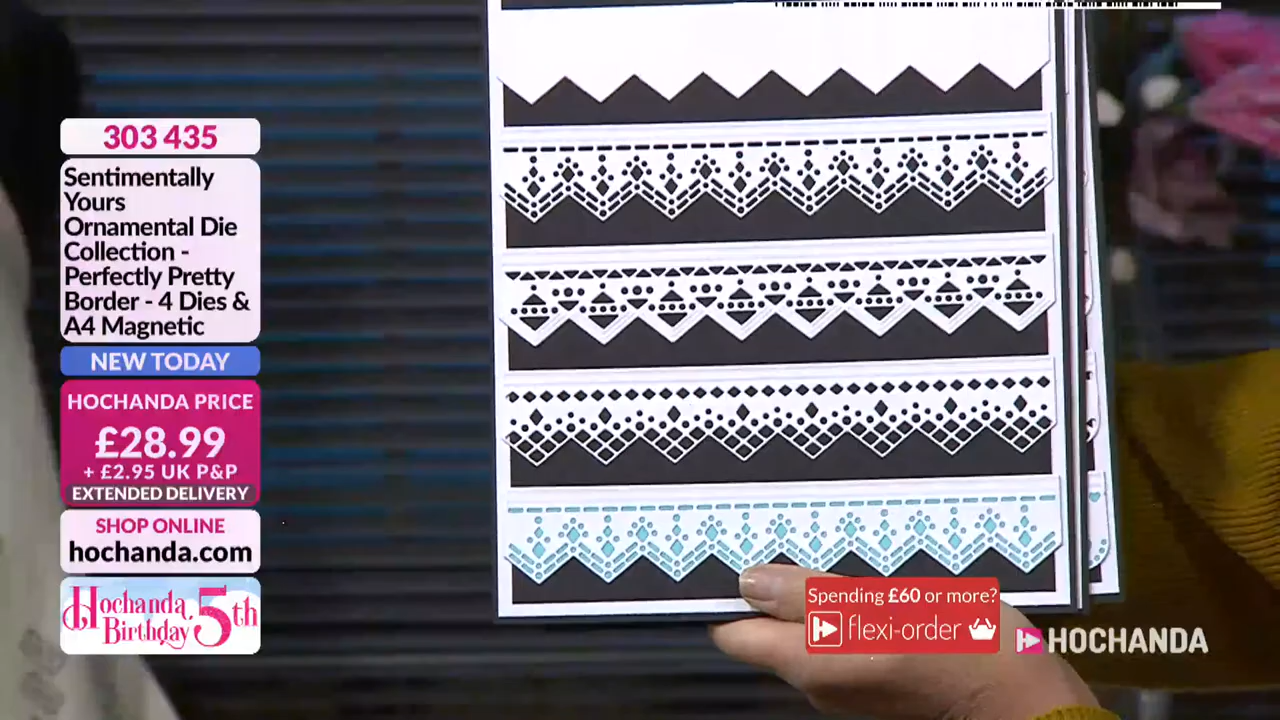 303 435
Sentimentally
Yours
Ornamental Die
Collection -
Perfectly Pretty
Border - 4 Dies &
A4 Magnetic
NEW TODAY
HOCHANDA PRICE
£28.99
+ £2.95 UK P&P
EXTENDED DELIVERY
SHOP ONLINE
hochanda.com
Hochanda
Birthday 5th
Spending £60 or more?
flexi-order
HOCHANDA